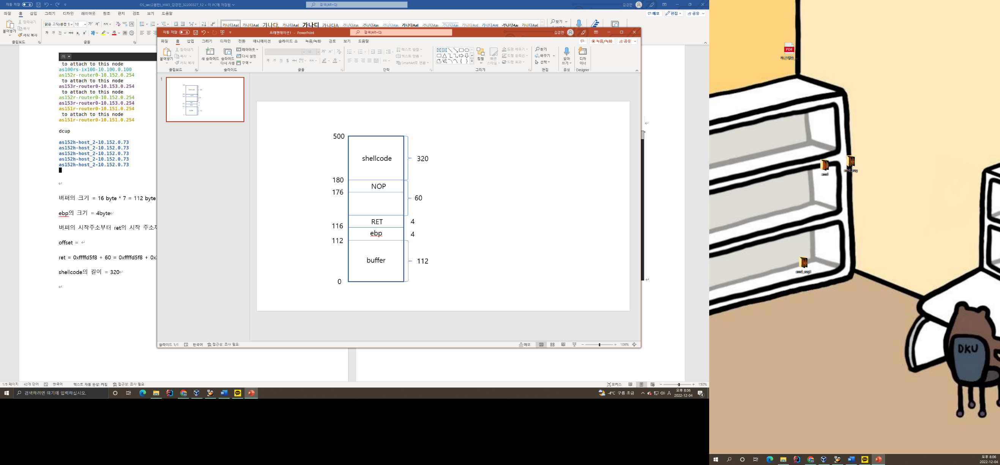 자동 저장 끔 OS_sec(2분반)_HW3_김경민_32200327_12 • 이 PC에 저장됨 검색(Alt+Q) 김경민
파일 홈 삽입 그리기 디자인 레이아웃 참조 편지 검토 보기 도움말 메모 편집 공유
붙여넣기 잘라내기 복사 서식 복사 클립보드
맑은 고딕(본문 10 글꼴
가나다AaB 가나다AaB 가나다, 가나다AaB 가나다 가나다A 가나다Aa 가나다Aa 가나다Aa 가나다AaB 가나다Aa 가나다Aa 가나다AaB 가나다AaB 가나다Aa 가나다AaB
찾기
to attach to this node
as100rs-ix100-10.100.0.100
as152r-router0-10.152.0.254
to attach to this node
as153r-router0-10.153.0.254
to attach to this node
as152r-router0-10.152.0.254
as153r-router0-10.153.0.254
as151r-router0-10.151.0.254
to attach to this node
as151r-router0-10.151.0.254
dcup
as152h-host_2-10.152.0.73
as152h-host_2-10.152.0.73
as152h-host_2-10.152.0.73
as152h-host_2-10.152.0.73
as152h-host_2-10.152.0.73
버퍼의 크기 = 16 byte * 7 = 112 byte
ebp의 크기 = 4byte
버퍼의 시작주소부터 ret의 시작 주소
offset =
ret = 0xffffd5f8 + 60 = 0xffffd5f8 + 0x
shellcode의 길이 = 320
자동 저장 끔 프레젠테이션1 - PowerPoint 검색(Alt+Q) 김경민
파일 홈 삽입 그리기 디자인 전환 애니메이션 슬라이드 쇼 녹음/녹화 검토 보기 도움말 녹음/녹화 공유
붙여넣기 잘라내기 복사 서식 복사 클립보드
새 슬라이드 슬라이드 다시 사용 레이아웃 다시 설정 구역 슬라이드
18 글꼴
텍스트 방향 텍스트 맞춤 SmartArt로 변환 단락
정렬 빠른 스타일 도형 채우기 도형 윤곽선 도형 효과 그리기
찾기 바꾸기 선택 편집
받아쓰기 음성
디자이너 Designer
1
500
shellcode
320
180
NOP
176
60
RET
4
116
ebp
4
112
buffer
112
0
슬라이드 1/1 한국어 접근성: 조사 필요 메모 106%
1/5 페이지 42개 단어 한국어 텍스트 자동 완성: 켜짐 접근성: 조사 필요 포커스 150%
검색하려면 여기에 입력하십시오.
-4°C 구름 조금 A 오후 8:06
2022-12-04 4
PDF
amd
amd_aug
DKU
오후 8:06
2022-12-04